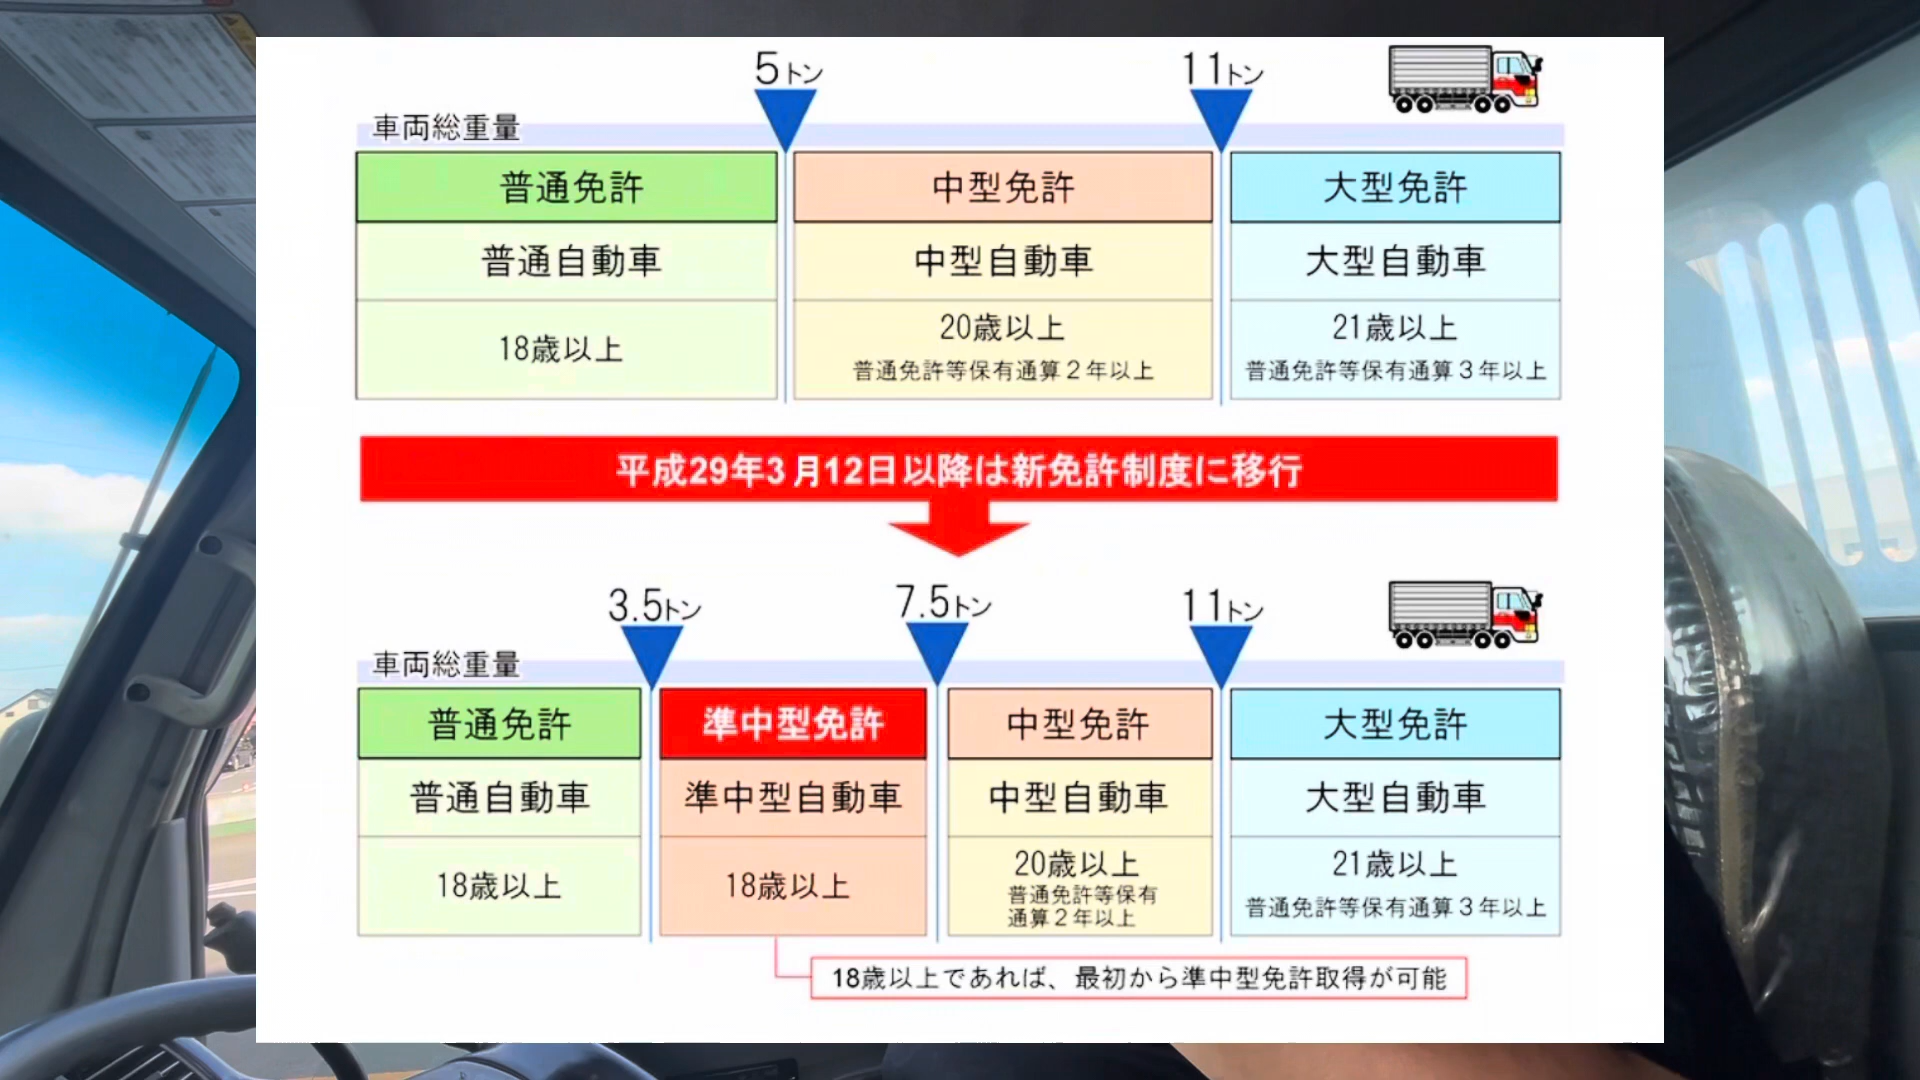 5トン
11トン
車両総重量
普通免許
中型免許
大型免許
普通自動車
中型自動車
大型自動車
18歳以上
20歳以上
普通免許等保有通算2年以上
21歳以上
普通免許等保有通算3年以上
平成29年3月12日以降は新免許制度に移行
3.5トン
7.5トン
11トン
車両総重量
普通免許
準中型免許
中型免許
大型免許
普通自動車
準中型自動車
中型自動車
大型自動車
18歳以上
18歳以上
20歳以上
普通免許等保有
通算2年以上
21歳以上
普通免許等保有通算3年以上
18歳以上であれば、最初から準中型免許取得が可能